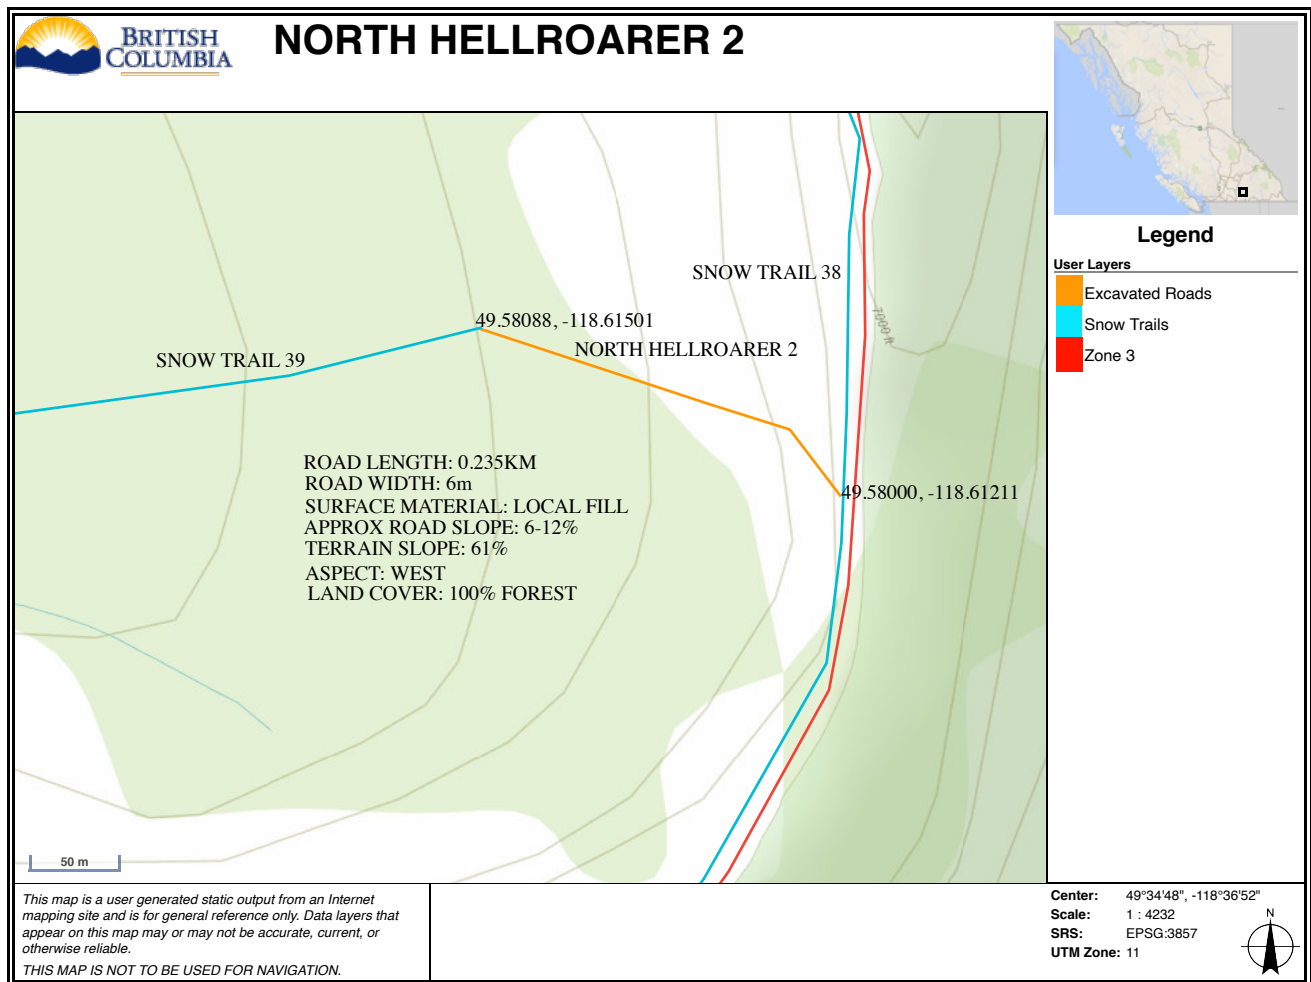 BRITISH
COLUMBIA
NORTH HELLROARER 2
Legend
User Layers
Excavated Roads
Snow Trails
Zone 3
SNOW TRAIL 38
7000 ft
49.58088, -118.61501
NORTH HELLROARER 2
SNOW TRAIL 39
ROAD LENGTH: 0.235KM
ROAD WIDTH: 6m
SURFACE MATERIAL: LOCAL FILL
APPROX ROAD SLOPE: 6-12%
TERRAIN SLOPE: 61%
ASPECT: WEST
LAND COVER: 100% FOREST
49.58000, -118.61211
50 m
This map is a user generated static output from an Internet
mapping site and is for general reference only. Data layers that
appear on this map may or may not be accurate, current, or
otherwise reliable.
THIS MAP IS NOT TO BE USED FOR NAVIGATION.
Center: 49°34'48", -118°36'52"
Scale: 1 : 4232
SRS: EPSG:3857
UTM Zone: 11
N